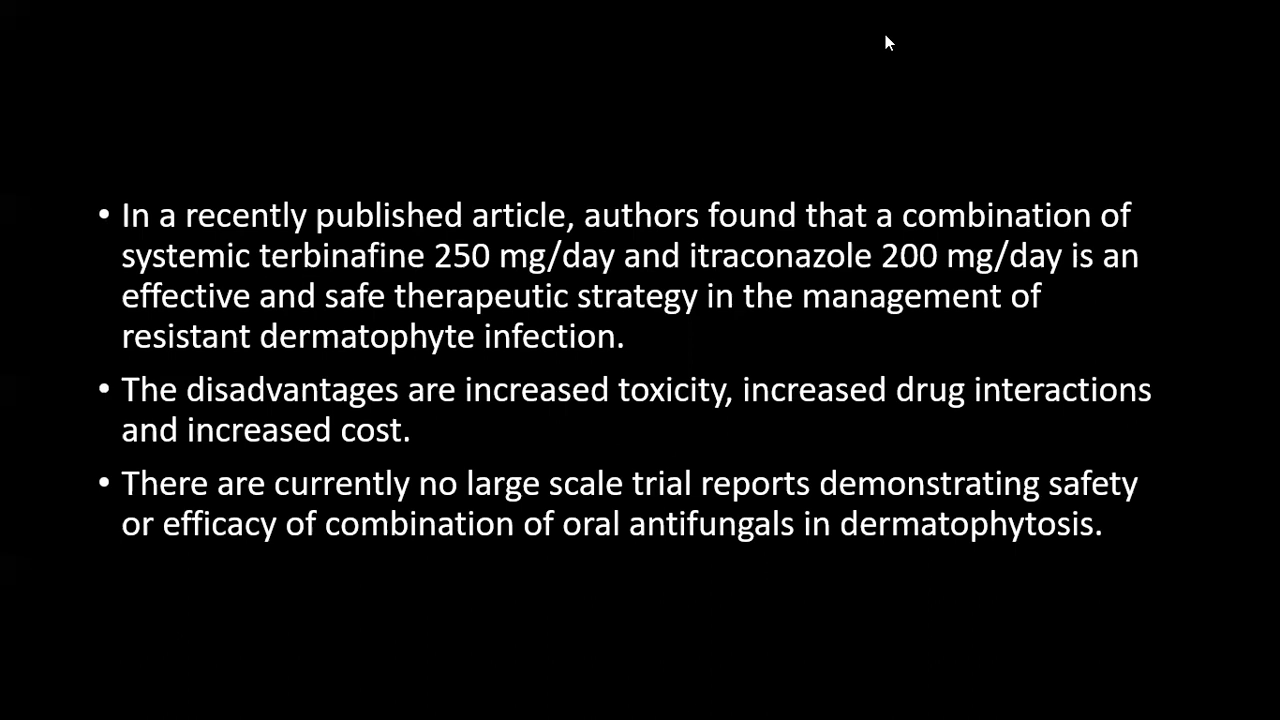 • In a recently published article, authors found that a combination of
systemic terbinafine 250 mg/day and itraconazole 200 mg/day is an
effective and safe therapeutic strategy in the management of
resistant dermatophyte infection.
• The disadvantages are increased toxicity, increased drug interactions
and increased cost.
• There are currently no large scale trial reports demonstrating safety
or efficacy of combination of oral antifungals in dermatophytosis.